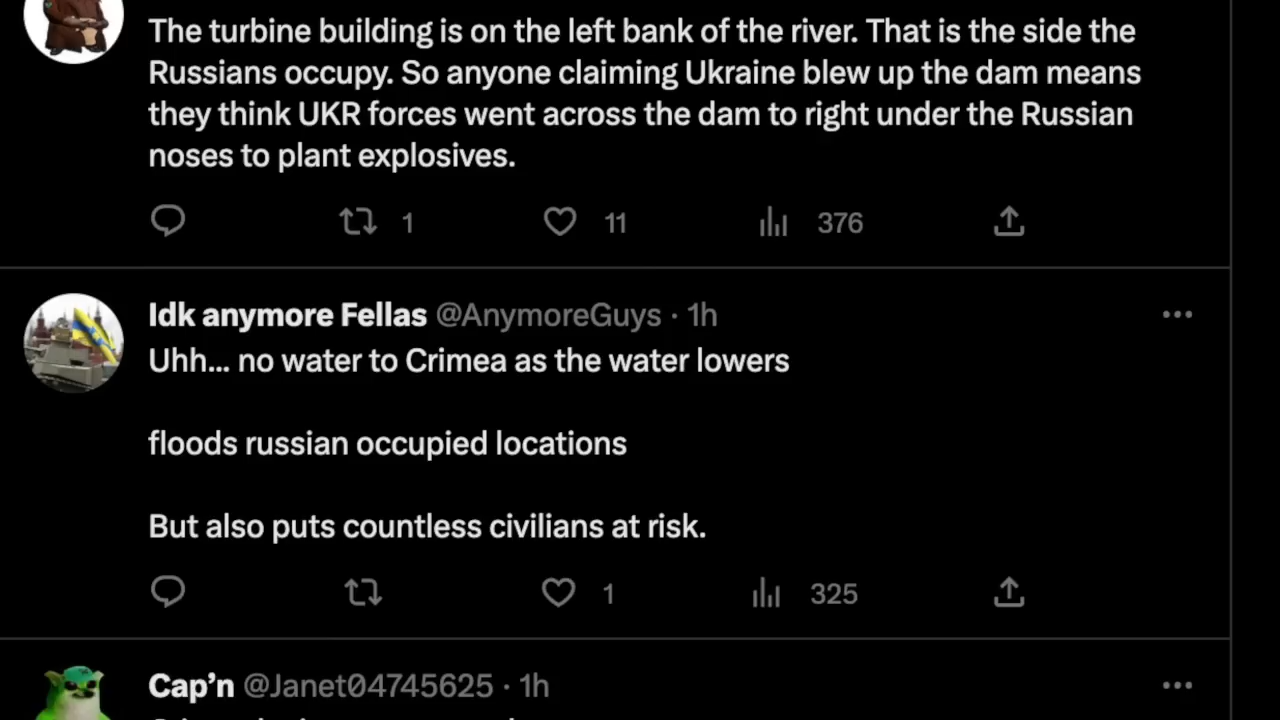 The turbine building is on the left bank of the river. That is the side the
Russians occupy. So anyone claiming Ukraine blew up the dam means
they think UKR forces went across the dam to right under the Russian
noses to plant explosives.
1 11 376
Idk anymore Fellas @AnymoreGuys · 1h
Uhh... no water to Crimea as the water lowers
floods russian occupied locations
But also puts countless civilians at risk.
1 325
Cap'n @Janet04745625 · 1h